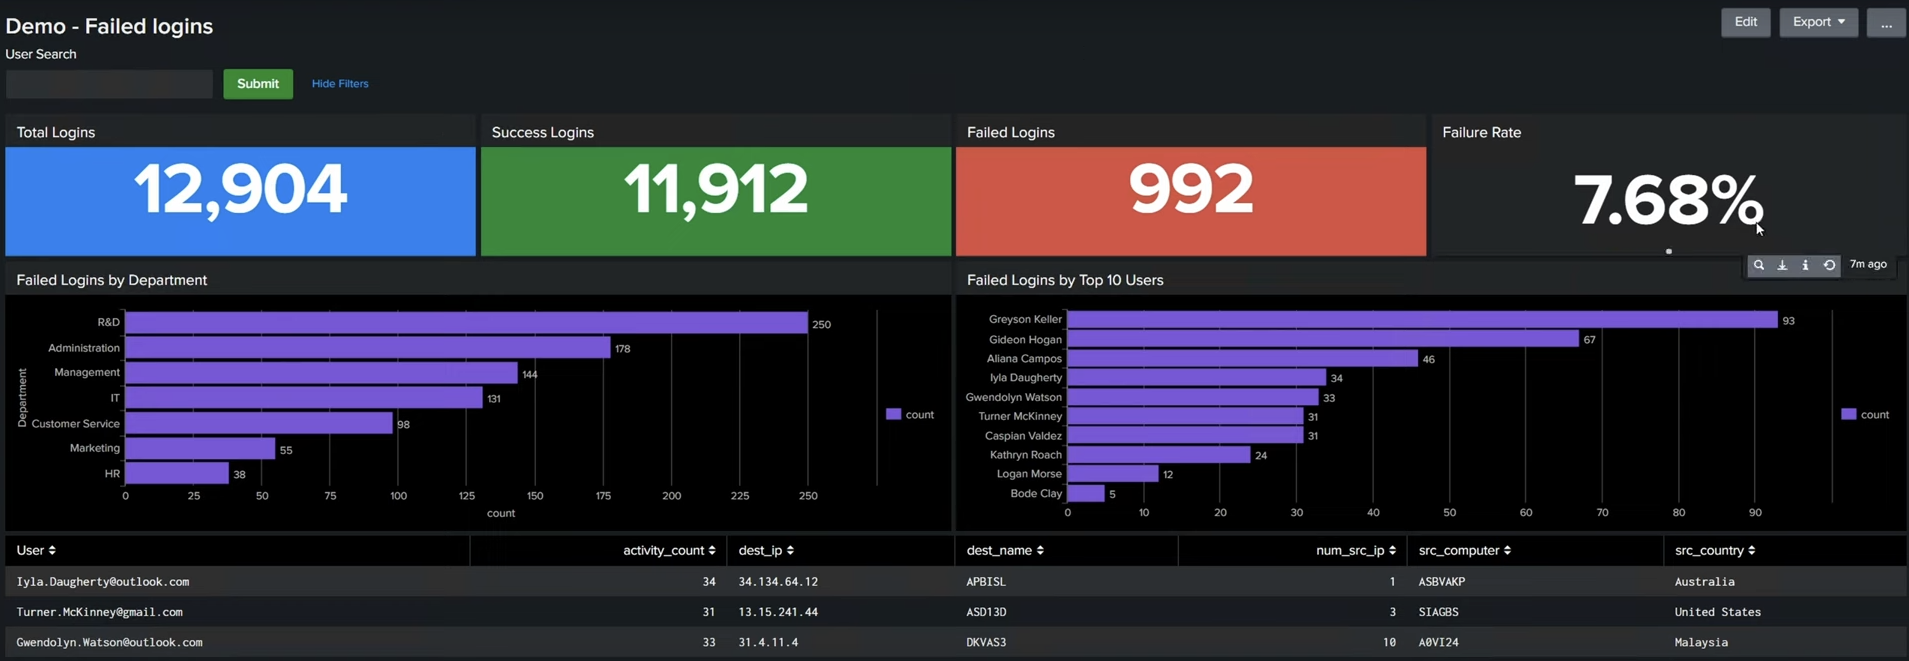 Demo - Failed logins
Edit
Export
...
User Search
Submit
Hide Filters
Total Logins
12,904
Success Logins
11,912
Failed Logins
992
Failure Rate
7.68%
7m ago
Failed Logins by Department
Department
R&D 250
Administration 178
Management 144
IT 131
Customer Service 98
Marketing 55
HR 38
0 25 50 75 100 125 150 175 200 225 250
count
count
Failed Logins by Top 10 Users
Greyson Keller 93
Gideon Hogan 67
Aliana Campos 46
Iyla Daugherty 34
Gwendolyn Watson 33
Turner McKinney 31
Caspian Valdez 31
Kathryn Roach 24
Logan Morse 12
Bode Clay 5
0 10 20 30 40 50 60 70 80 90
count
User activity_count dest_ip dest_name num_src_ip src_computer src_country
Iyla.Daugherty@outlook.com 34 34.134.64.12 APBISL 1 ASBVAKP Australia
Turner.McKinney@gmail.com 31 13.15.241.44 ASD13D 3 SIAGBS United States
Gwendolyn.Watson@outlook.com 33 31.4.11.4 DKVAS3 10 A0VI24 Malaysia